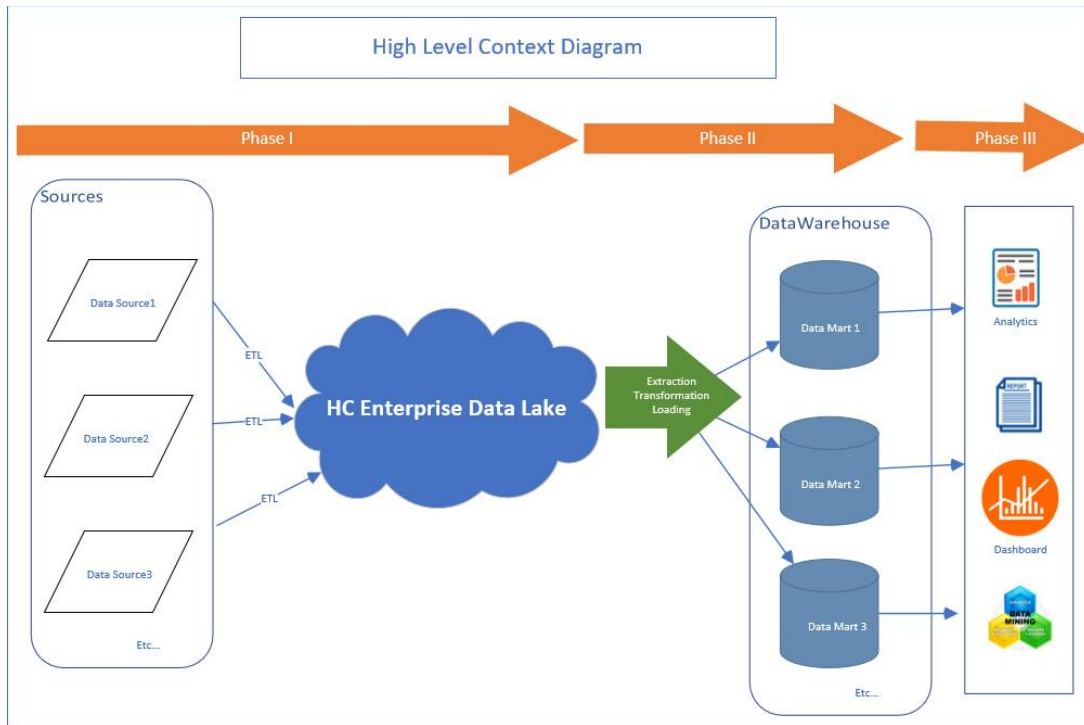 High Level Context Diagram
Phase I
Phase II
Phase III
Sources
Data Source1
Data Source2
Data Source3
Etc...
ETL
ETL
ETL
HC Enterprise Data Lake
Extraction
Transformation
Loading
DataWarehouse
Data Mart 1
Data Mart 2
Data Mart 3
Etc...
Analytics
REPORT
Dashboard
DATA
MINING